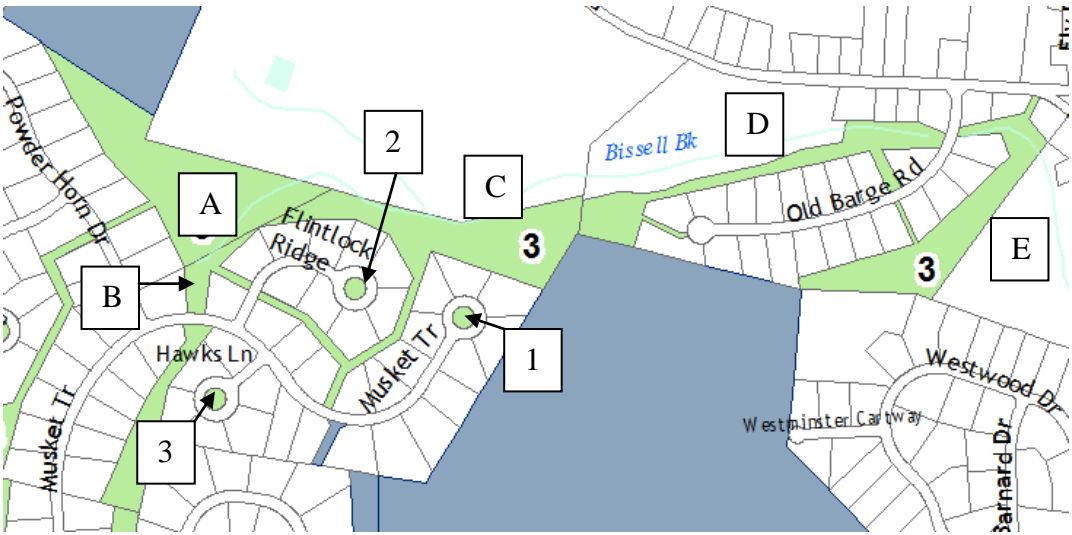 Powder Horn Dr
2
D
Bissell Bk
C
A
Flintlock
Ridge
Old Barge Rd
3
3
E
B
Hawks Ln
1
Musket Tr
Musket Tr
3
Westwood Dr
Westminster Cartway
Barnard Dr